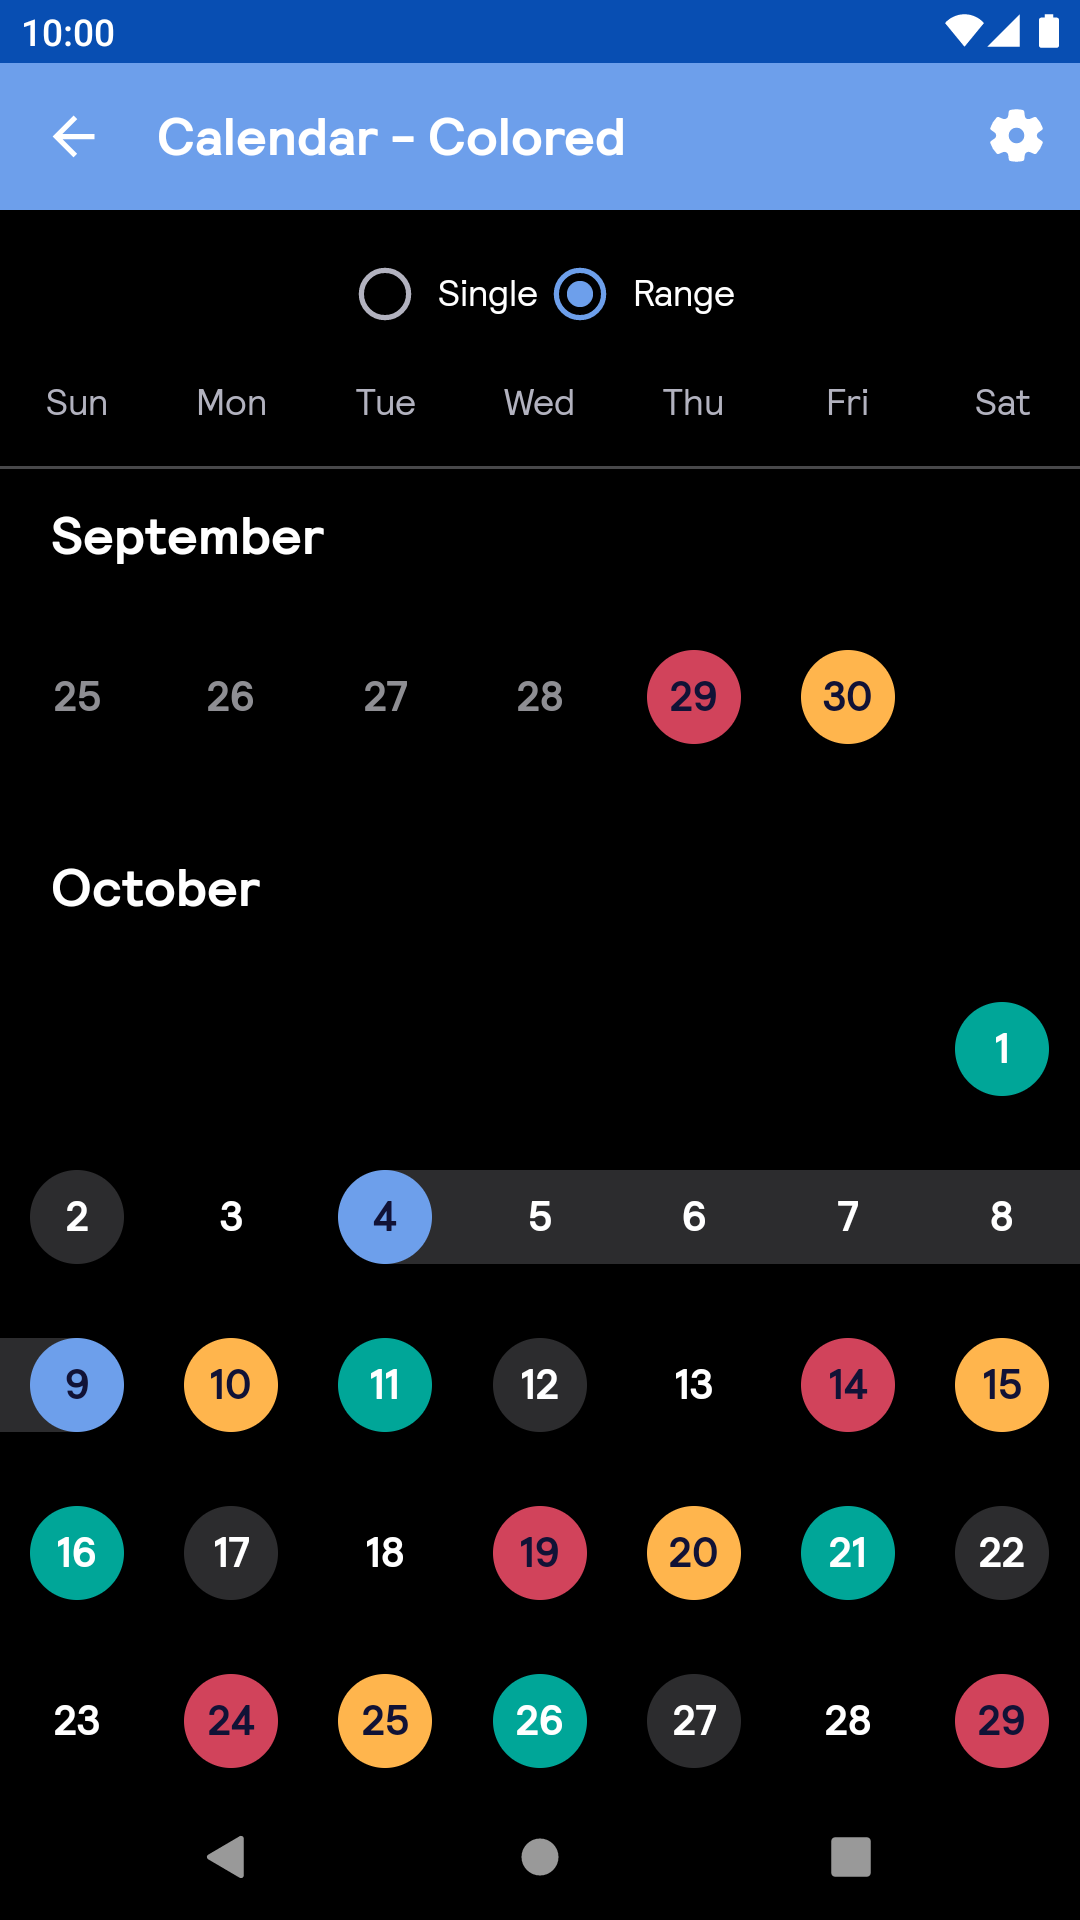 10:00
Calendar - Colored
Single Range
Sun Mon Tue Wed Thu Fri Sat
September
25 26 27 28 29 30
October
1
2 3 4 5 6 7 8
9 10 11 12 13 14 15
16 17 18 19 20 21 22
23 24 25 26 27 28 29